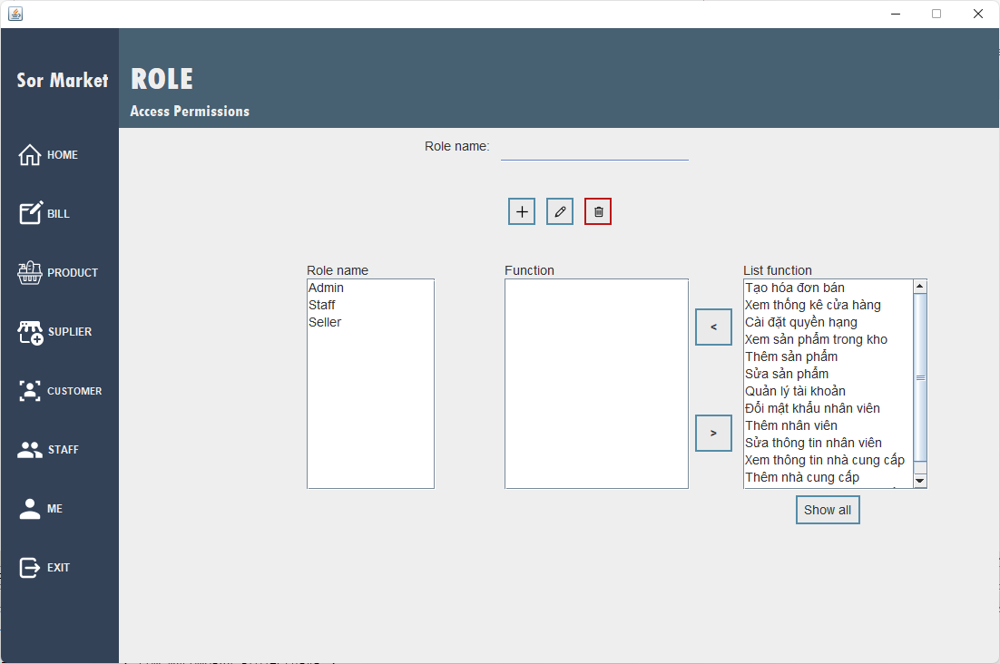 Sor Market
HOME
BILL
PRODUCT
SUPLIER
CUSTOMER
STAFF
ME
EXIT
ROLE
Access Permissions
Role name:
Role name
Admin
Staff
Seller
Function
<
>
List function
Tạo hóa đơn bán
Xem thống kê cửa hàng
Cài đặt quyền hạng
Xem sản phẩm trong kho
Thêm sản phẩm
Sửa sản phẩm
Quản lý tài khoản
Đổi mật khẩu nhân viên
Thêm nhân viên
Sửa thông tin nhân viên
Xem thông tin nhà cung cấp
Thêm nhà cung cấp
Show all